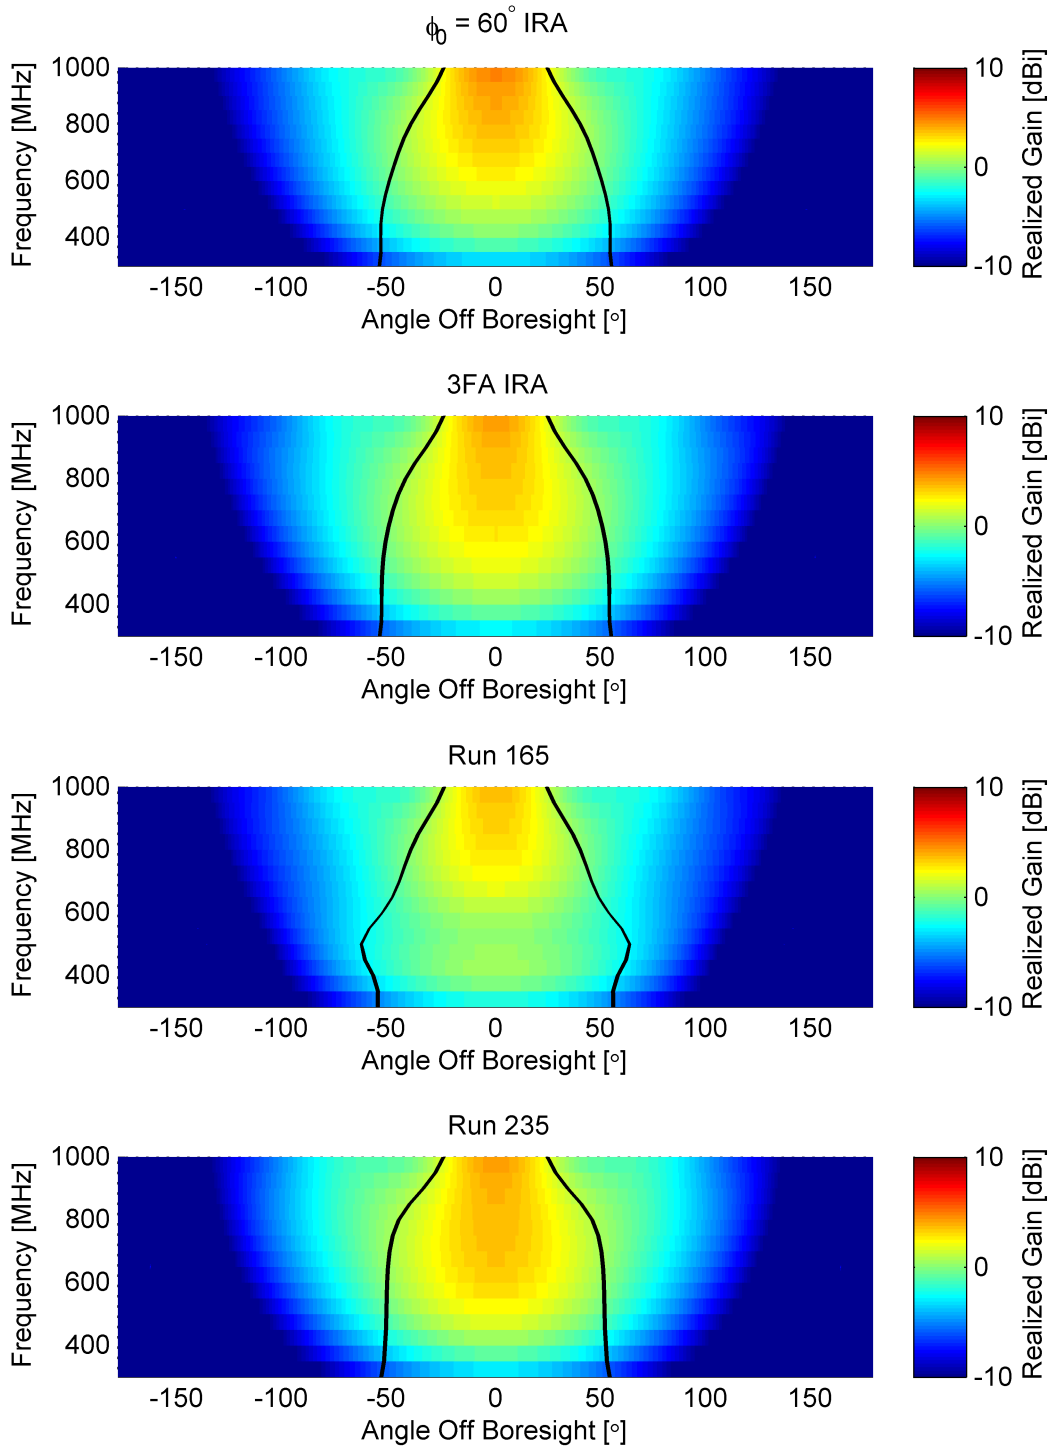 ϕ0 = 60° IRA
1000
800
600
400
Frequency [MHz]
-150 -100 -50 0 50 100 150
Angle Off Boresight [°]
10
0
-10
Realized Gain [dBi]
3FA IRA
1000
800
600
400
Frequency [MHz]
-150 -100 -50 0 50 100 150
Angle Off Boresight [°]
10
0
-10
Realized Gain [dBi]
Run 165
1000
800
600
400
Frequency [MHz]
-150 -100 -50 0 50 100 150
Angle Off Boresight [°]
10
0
-10
Realized Gain [dBi]
Run 235
1000
800
600
400
Frequency [MHz]
-150 -100 -50 0 50 100 150
Angle Off Boresight [°]
10
0
-10
Realized Gain [dBi]